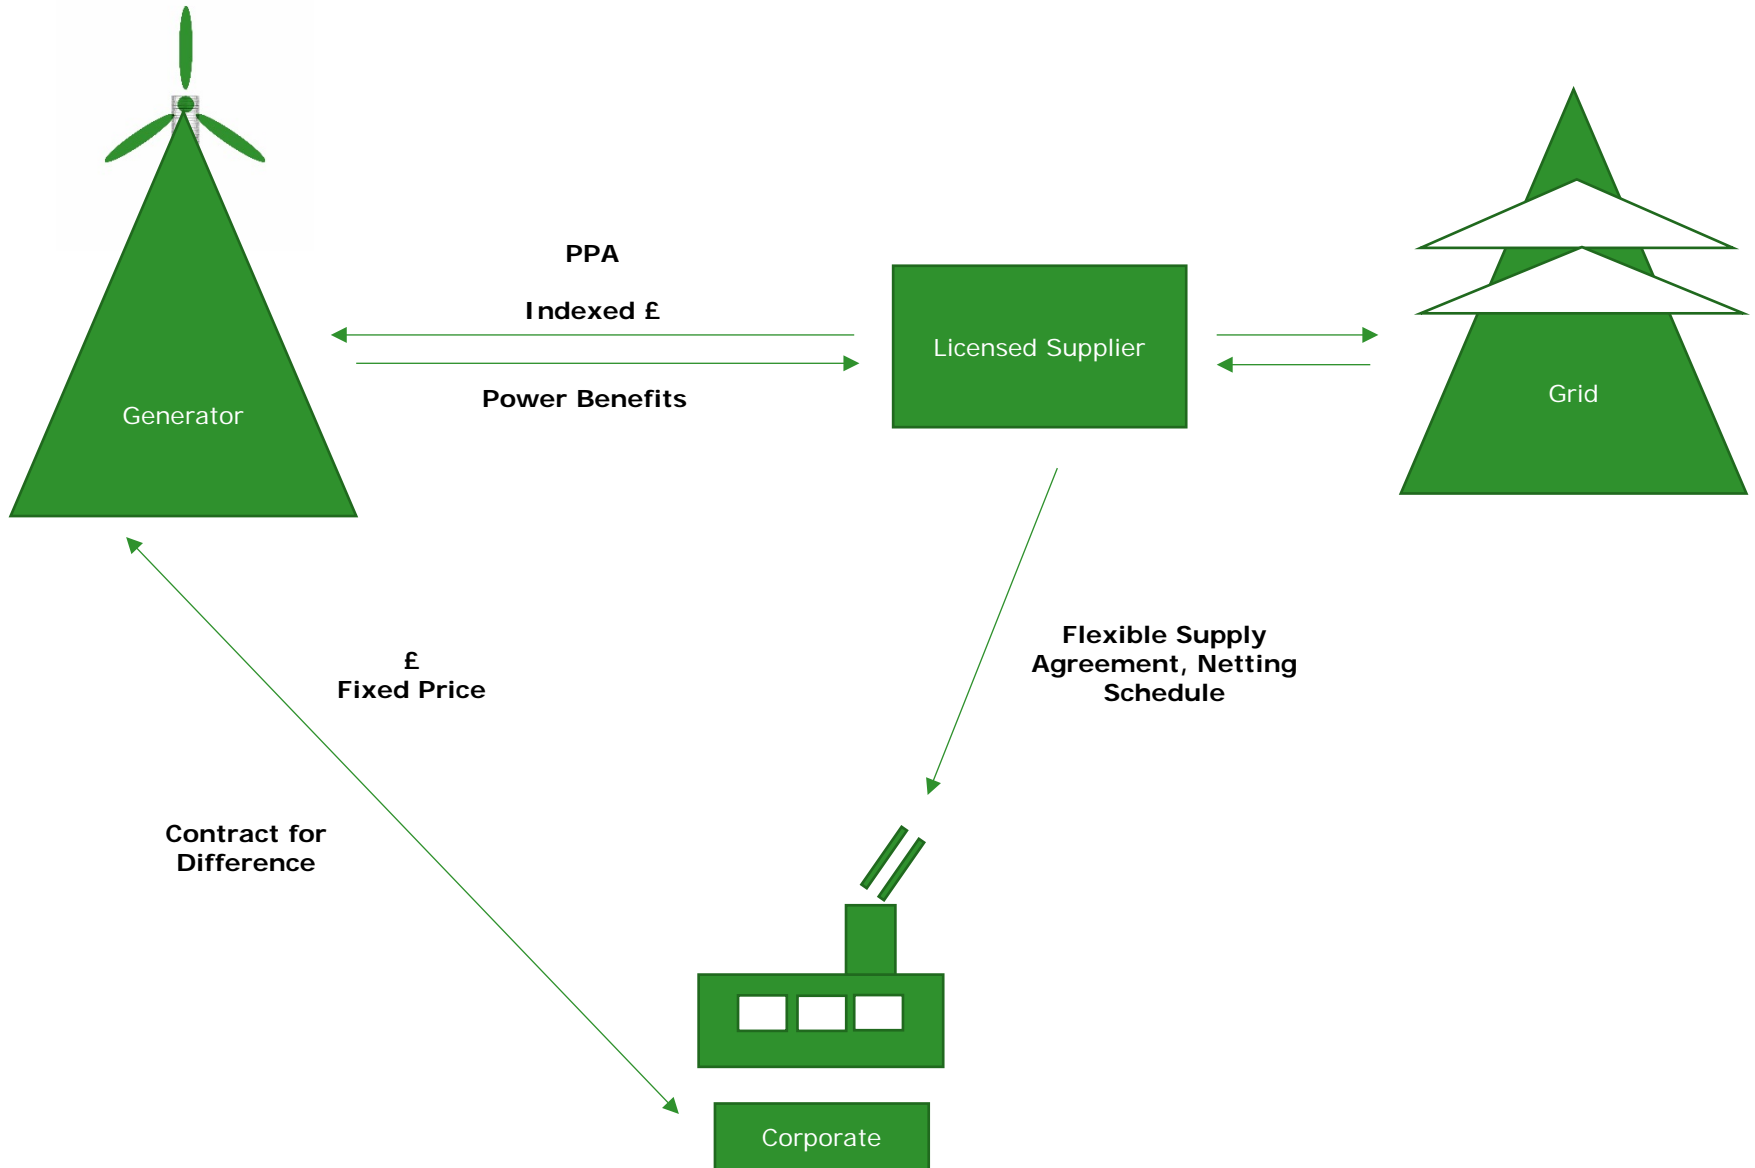 PPA
Indexed £
Licensed Supplier
Power Benefits
Generator
Grid
Flexible Supply
Agreement, Netting
Schedule
£
Fixed Price
Contract for
Difference
Corporate